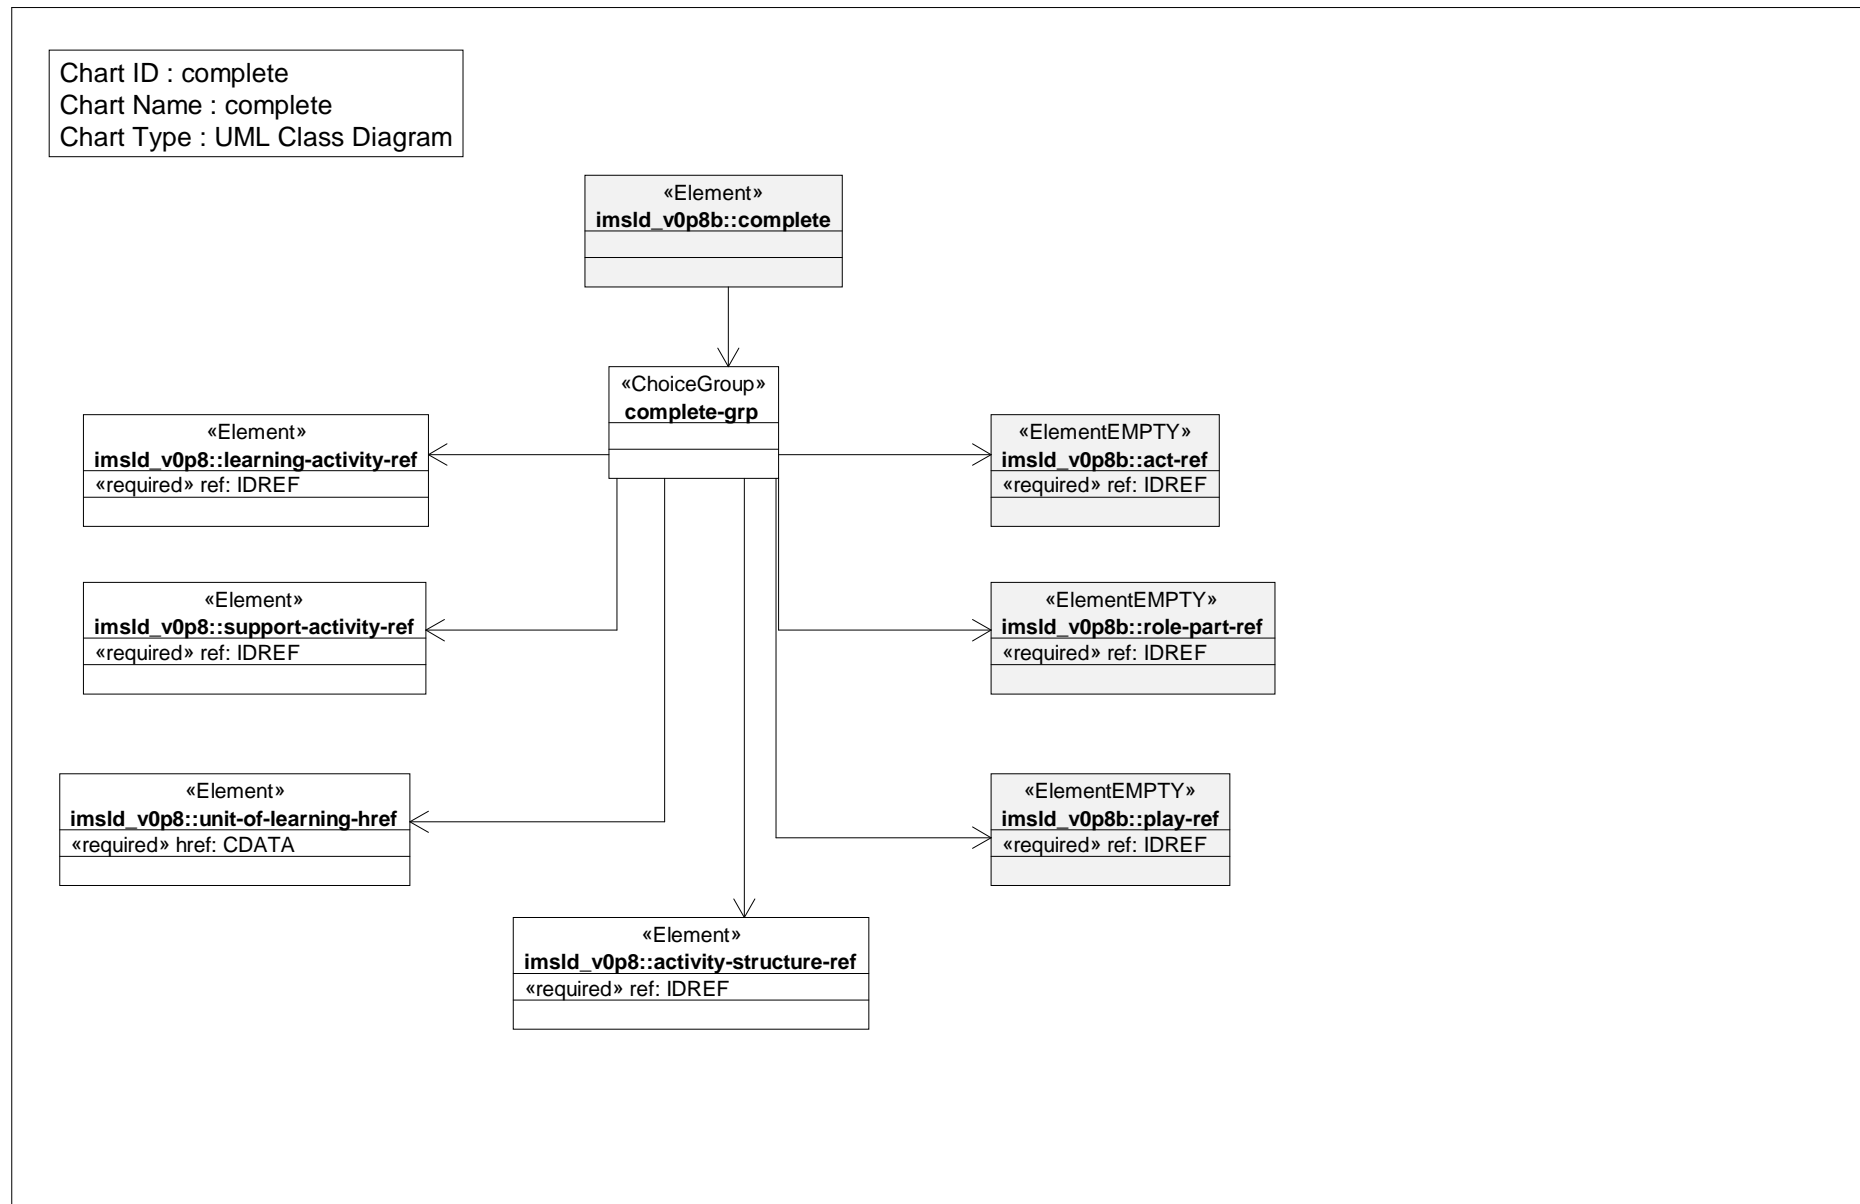 Chart ID : complete
Chart Name : complete
Chart Type : UML Class Diagram
«Element»
imsld_v0p8b::complete
«ChoiceGroup»
complete-grp
«Element»
imsld_v0p8::learning-activity-ref
«required» ref: IDREF
«ElementEMPTY»
imsld_v0p8b::act-ref
«required» ref: IDREF
«Element»
imsld_v0p8::support-activity-ref
«required» ref: IDREF
«ElementEMPTY»
imsld_v0p8b::role-part-ref
«required» ref: IDREF
«Element»
imsld_v0p8::unit-of-learning-href
«required» href: CDATA
«ElementEMPTY»
imsld_v0p8b::play-ref
«required» ref: IDREF
«Element»
imsld_v0p8::activity-structure-ref
«required» ref: IDREF